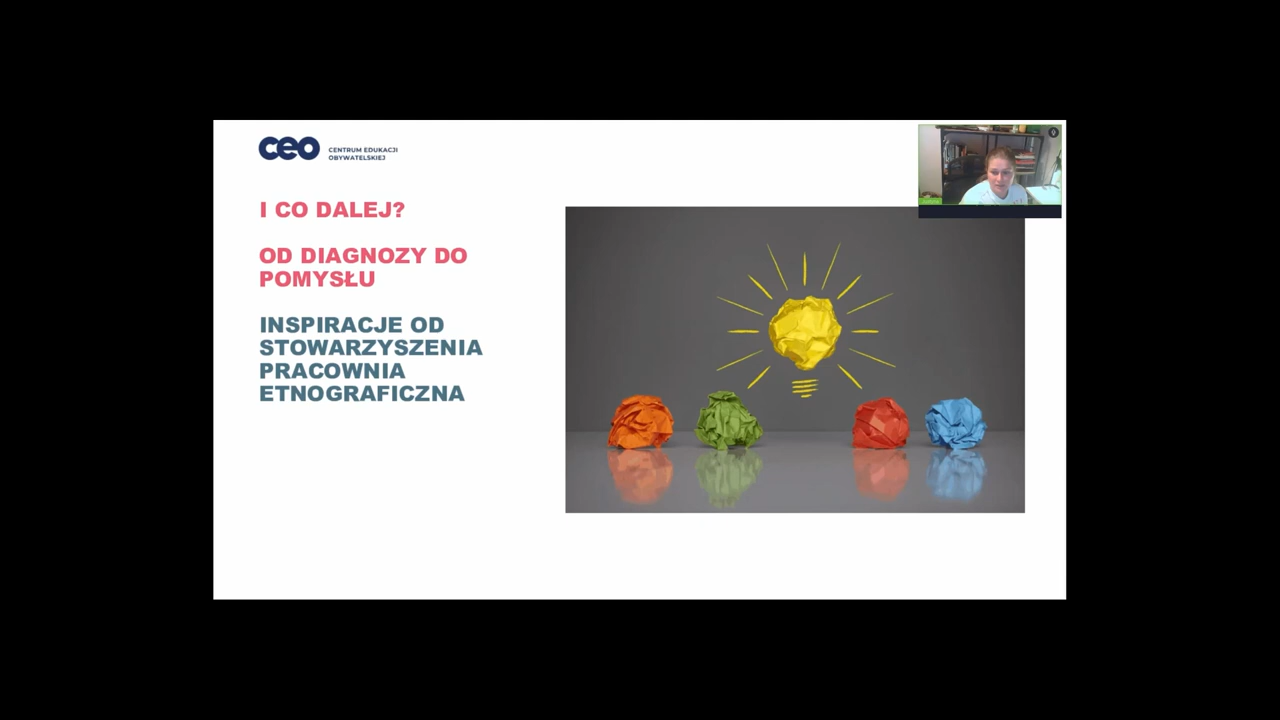 ceo
CENTRUM EDUKACJI
OBYWATELSKIEJ
I CO DALEJ?
OD DIAGNOZY DO
POMYSŁU
INSPIRACJE OD
STOWARZYSZENIA
PRACOWNIA
ETNOGRAFICZNA